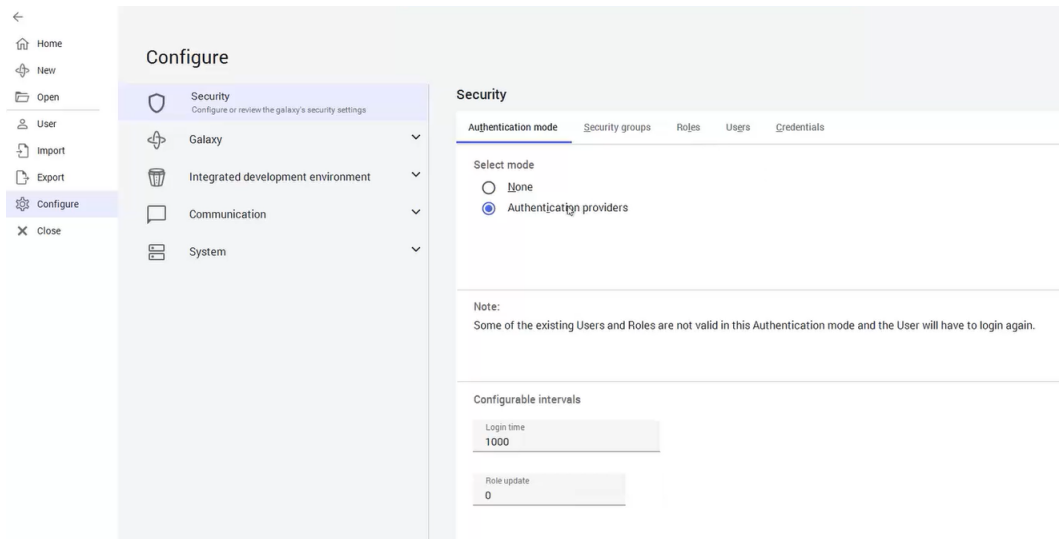 Home
New
Open
User
Import
Export
Configure
Close
Configure
Security
Configure or review the galaxy's security settings
Galaxy
Integrated development environment
Communication
System
Security
Authentication mode
Security groups
Roles
Users
Credentials
Select mode
None
Authentication providers
Note:
Some of the existing Users and Roles are not valid in this Authentication mode and the User will have to login again.
Configurable intervals
Login time
1000
Role update
0